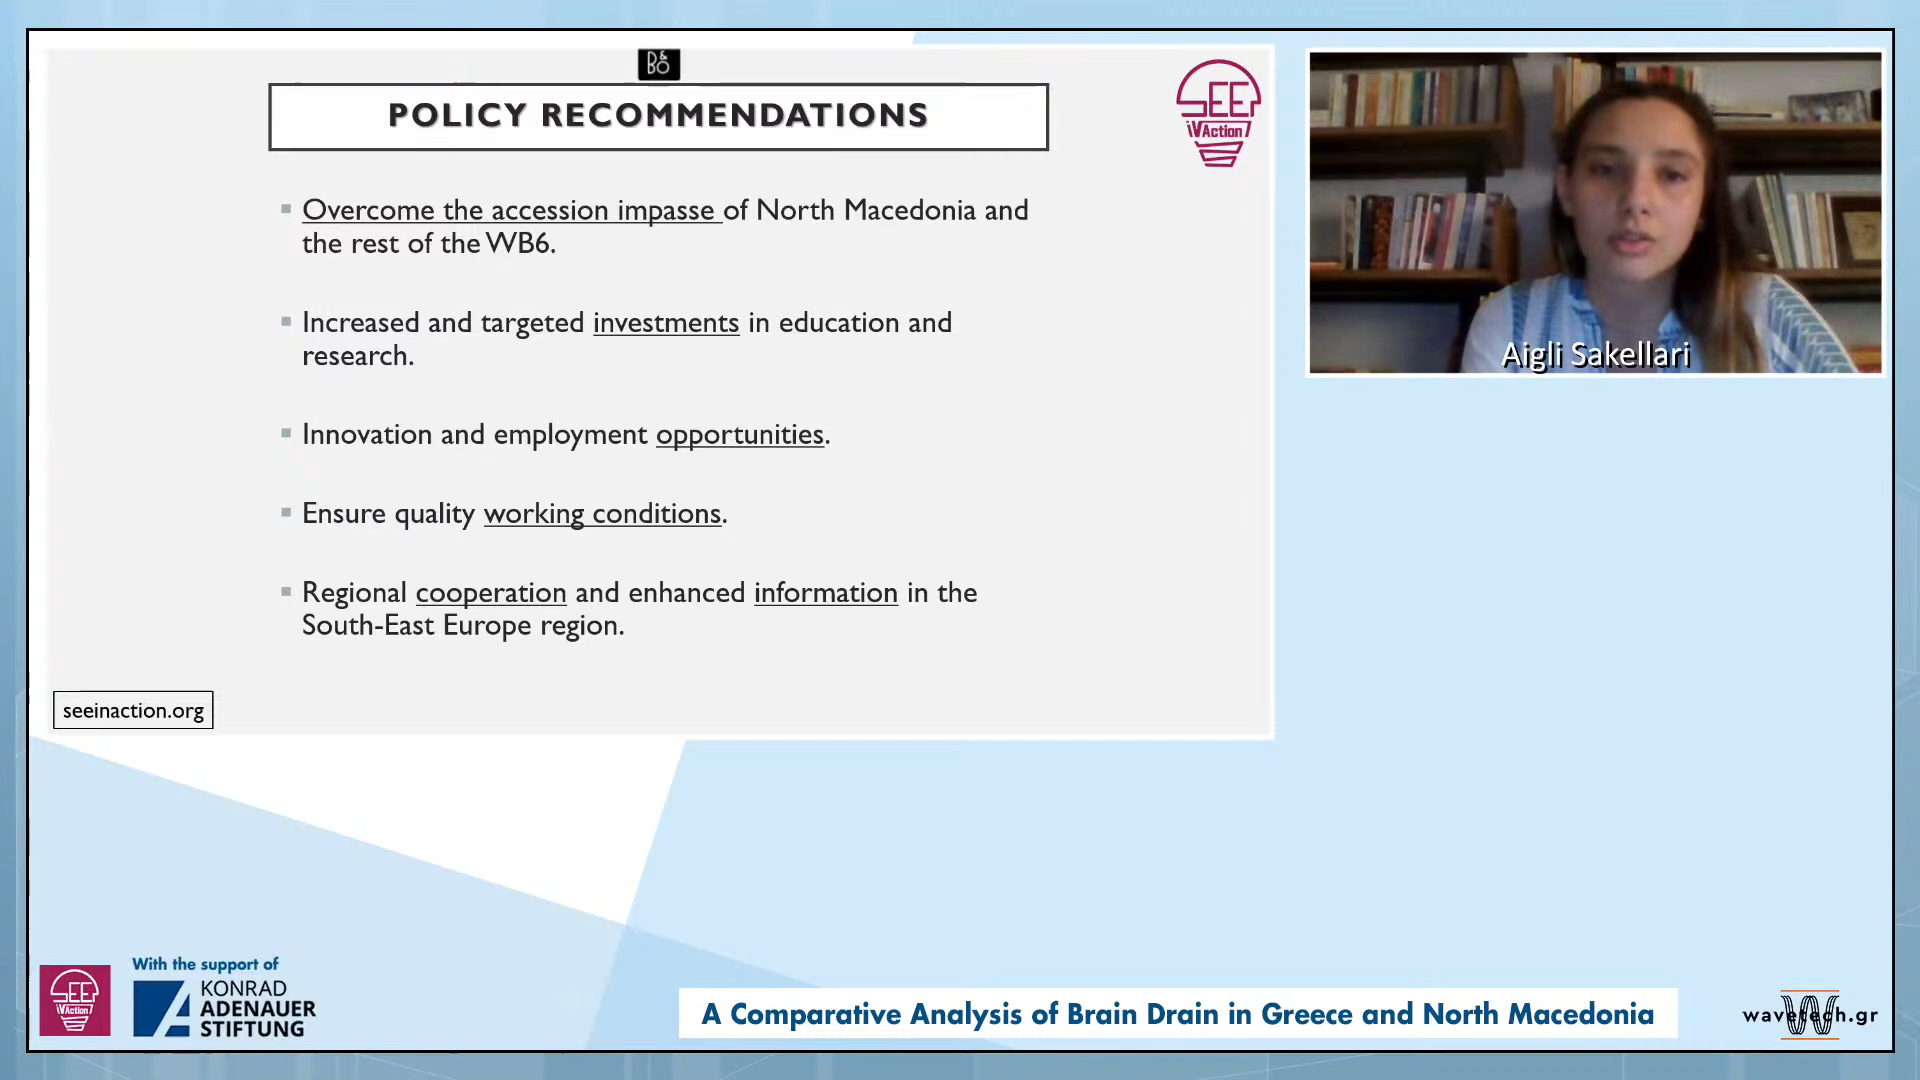 B&O
POLICY RECOMMENDATIONS
SEE
iNAction
Overcome the accession impasse of North Macedonia and
the rest of the WB6.
Increased and targeted investments in education and
research.
Innovation and employment opportunities.
Ensure quality working conditions.
Regional cooperation and enhanced information in the
South-East Europe region.
seeinaction.org
Aigli Sakellari
SEE
iNAction
With the support of
KONRAD
ADENAUER
STIFTUNG
A Comparative Analysis of Brain Drain in Greece and North Macedonia
W
wavetech.gr